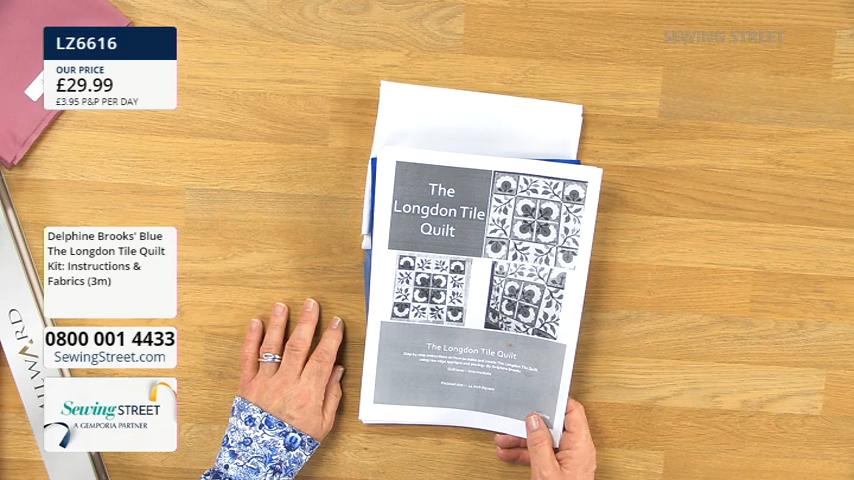 LZ6616
OUR PRICE
£29.99
£3.95 P&P PER DAY
SEWING STREET
The
Longdon Tile
Quilt
Delphine Brooks' Blue
The Longdon Tile Quilt
Kit: Instructions &
Fabrics (3m)
0800 001 4433
SewingStreet.com
Sewing STREET
A GEMPORIA PARTNER
The Longdon Tile Quilt